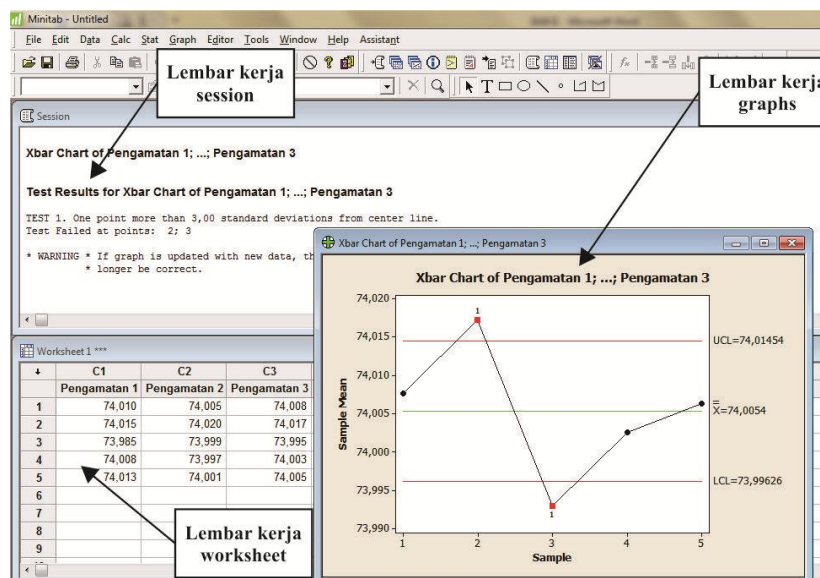 Minitab - Untitled
File Edit Data Calc Stat Graph Editor Tools Window Help Assistant
Lembar kerja
session
Lembar kerja
graphs
Session
Xbar Chart of Pengamatan 1; ...; Pengamatan 3
Test Results for Xbar Chart of Pengamatan 1; ...; Pengamatan 3
TEST 1. One point more than 3,00 standard deviations from center line.
Test Failed at points: 2; 3
* WARNING * If graph is updated with new data, th
* longer be correct.
Xbar Chart of Pengamatan 1; ...; Pengamatan 3
Xbar Chart of Pengamatan 1; ...; Pengamatan 3
74,020
74,015
74,010
74,005
74,000
73,995
73,990
Sample Mean
1
1
UCL=74,01454
X=74,0054
LCL=73,99626
1 2 3 4 5
Sample
Worksheet 1 ***
C1 C2 C3
Pengamatan 1 Pengamatan 2 Pengamatan 3
1 74,010 74,005 74,008
2 74,015 74,020 74,017
3 73,985 73,999 73,995
4 74,008 73,997 74,003
5 74,013 74,001 74,005
6
7
8
9
Lembar kerja
worksheet